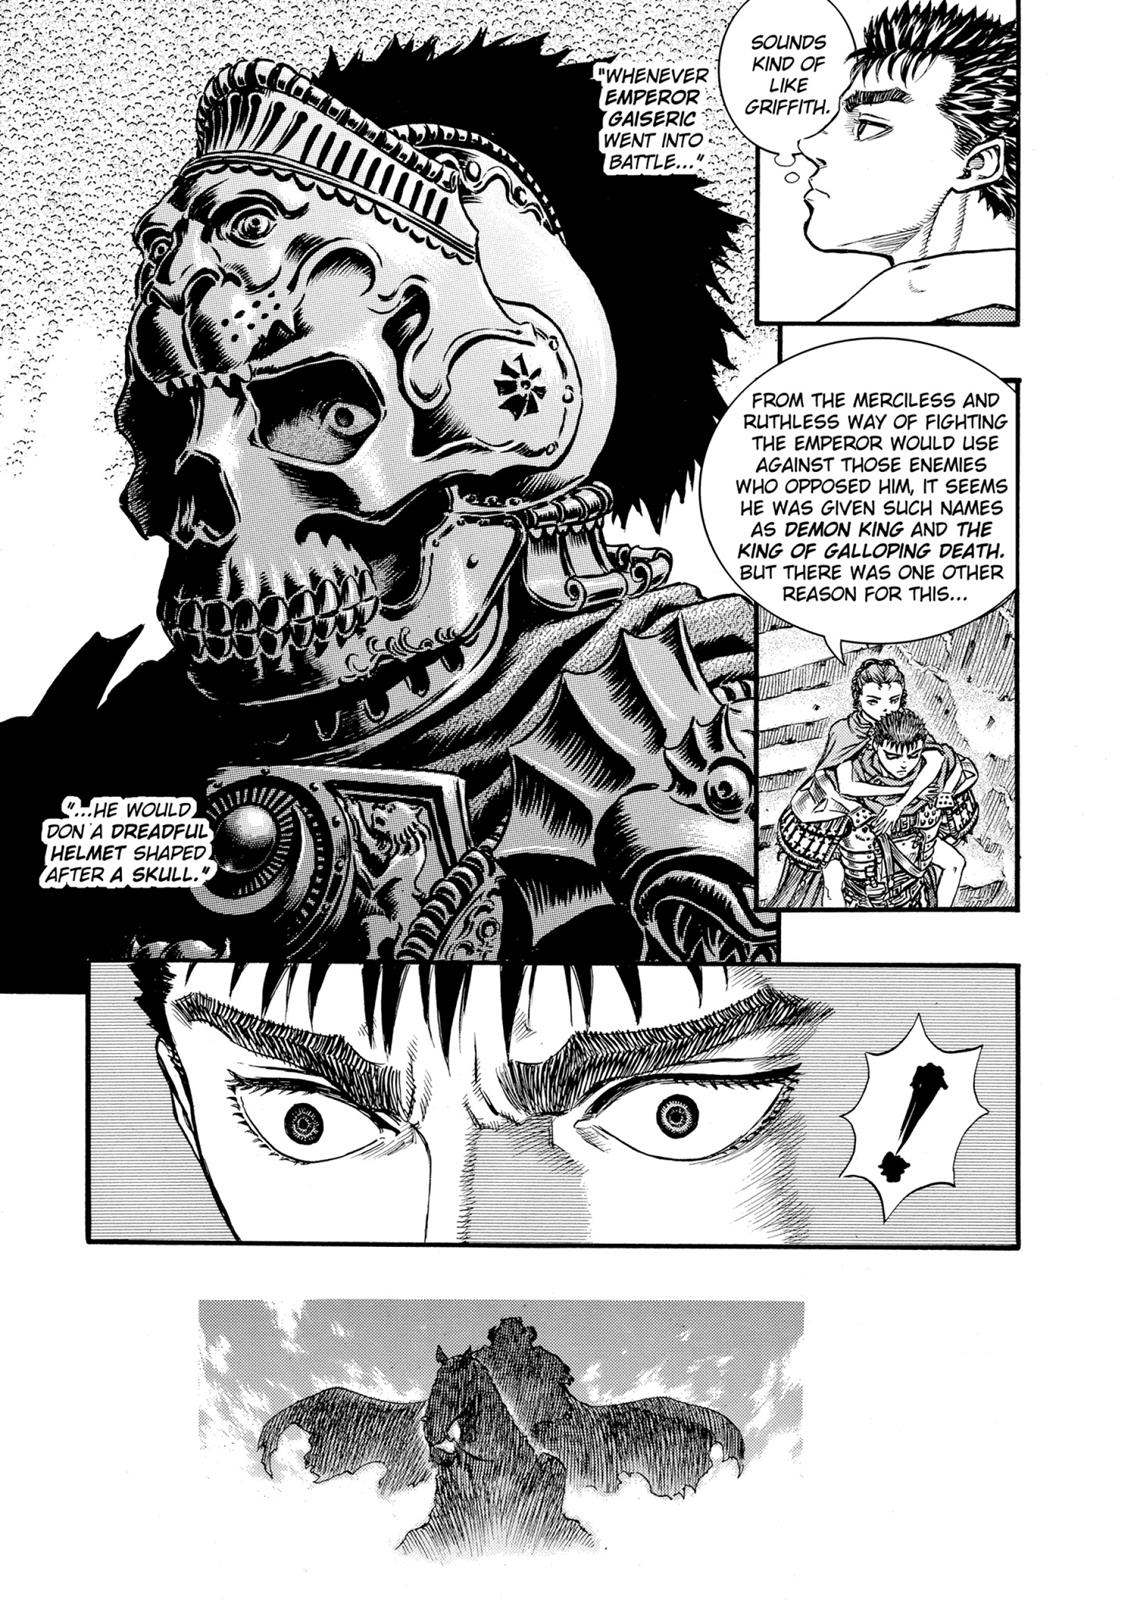 SOUNDS
KIND OF
LIKE
GRIFFITH.
FROM THE MERCILESS AND
RUTHLESS WAY OF FIGHTING
THE EMPEROR WOULD USE
AGAINST THOSE ENEMIES
WHO OPPOSED HIM, IT SEEMS
HE WAS GIVEN SUCH NAMES
AS DEMON KING AND THE
KING OF GALLOPING DEATH.
BUT THERE WAS ONE OTHER
REASON FOR THIS...
"WHENEVER
EMPEROR
GAISERIC
WENT INTO
BATTLE..."
"...HE WOULD
DON A DREADFUL
HELMET SHAPED
AFTER A SKULL."
!